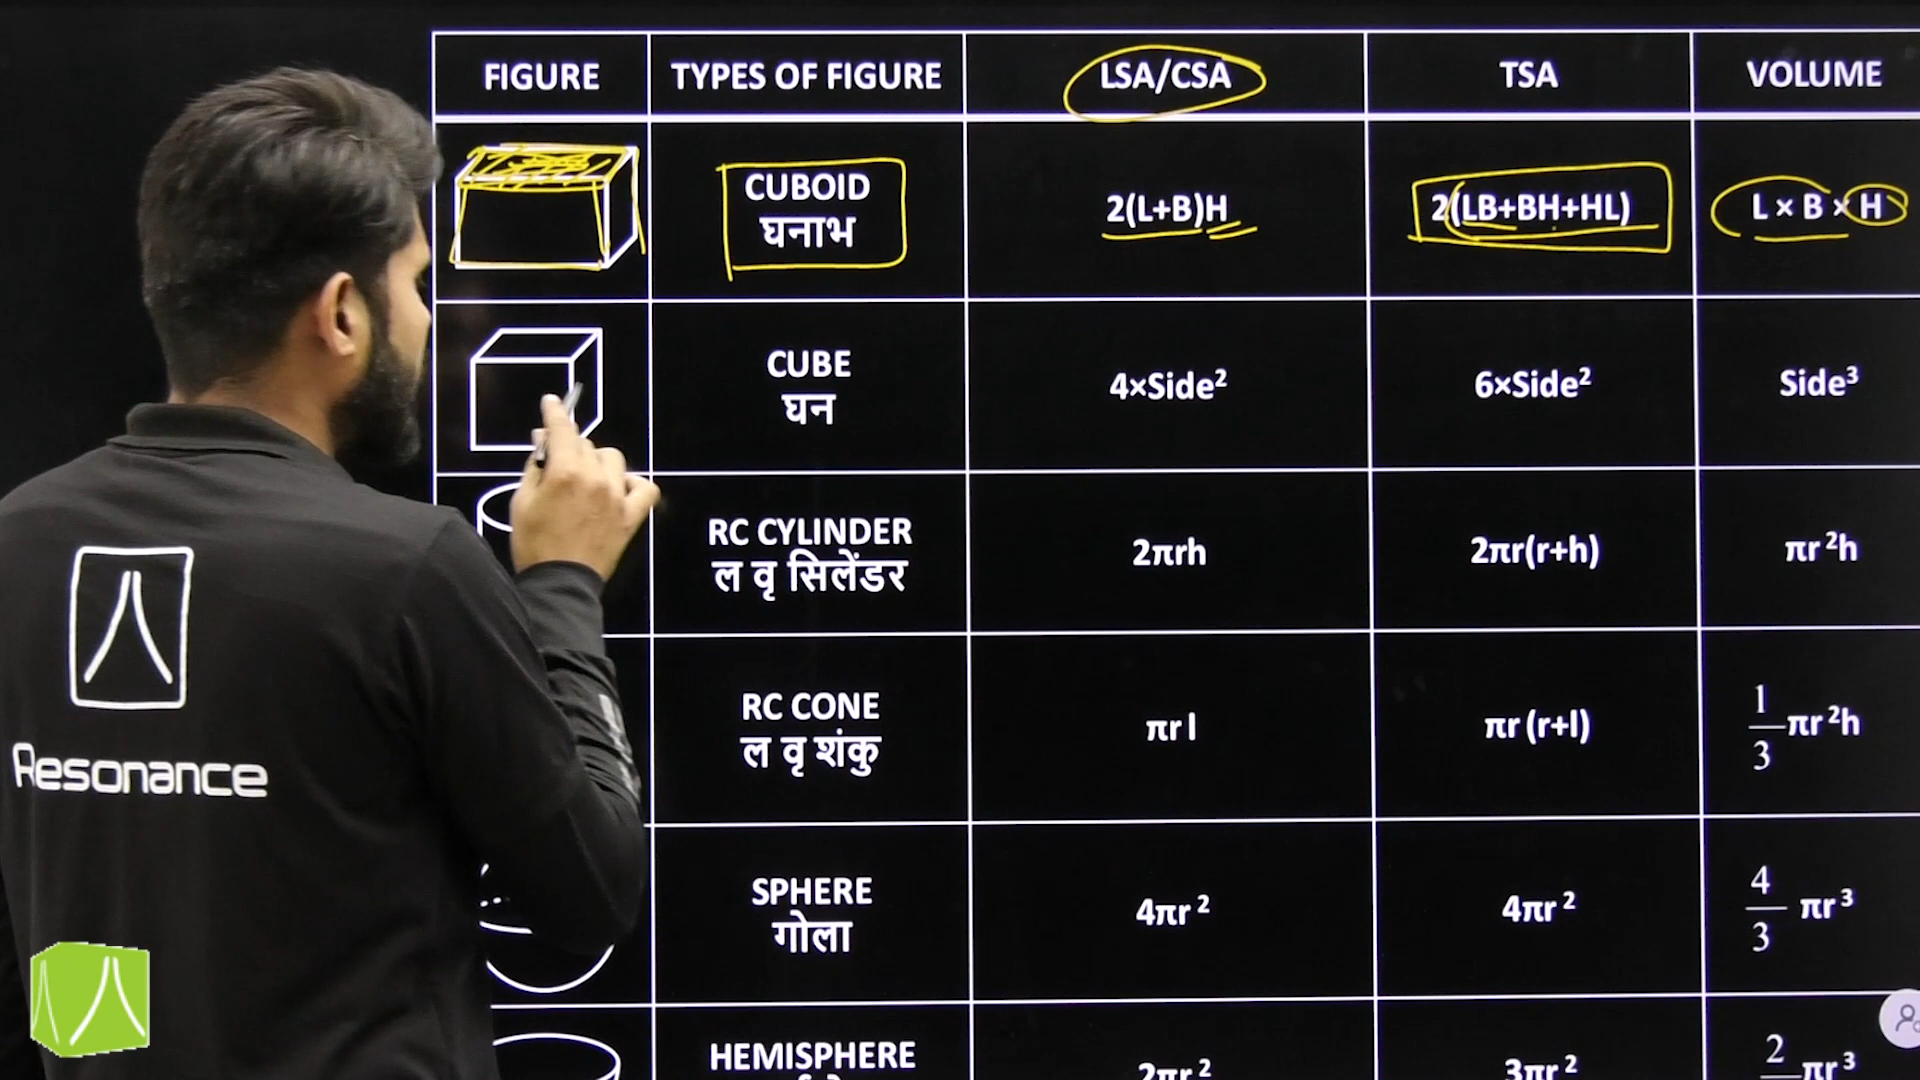 FIGURE TYPES OF FIGURE LSA/CSA TSA VOLUME
CUBOID
घनाभ
2(L+B)H
2(LB+BH+HL)
L × B × H
CUBE
घन
4×Side²
6×Side²
Side³
RC CYLINDER
ल वृ सिलेंडर
2πrh
2πr(r+h)
πr²h
RC CONE
ल वृ शंकु
πr l
πr (r+l)
1/3 πr²h
SPHERE
गोला
4πr²
4πr²
4/3 πr³
HEMISPHERE
2πr²
3πr²
2 πr³
Resonance